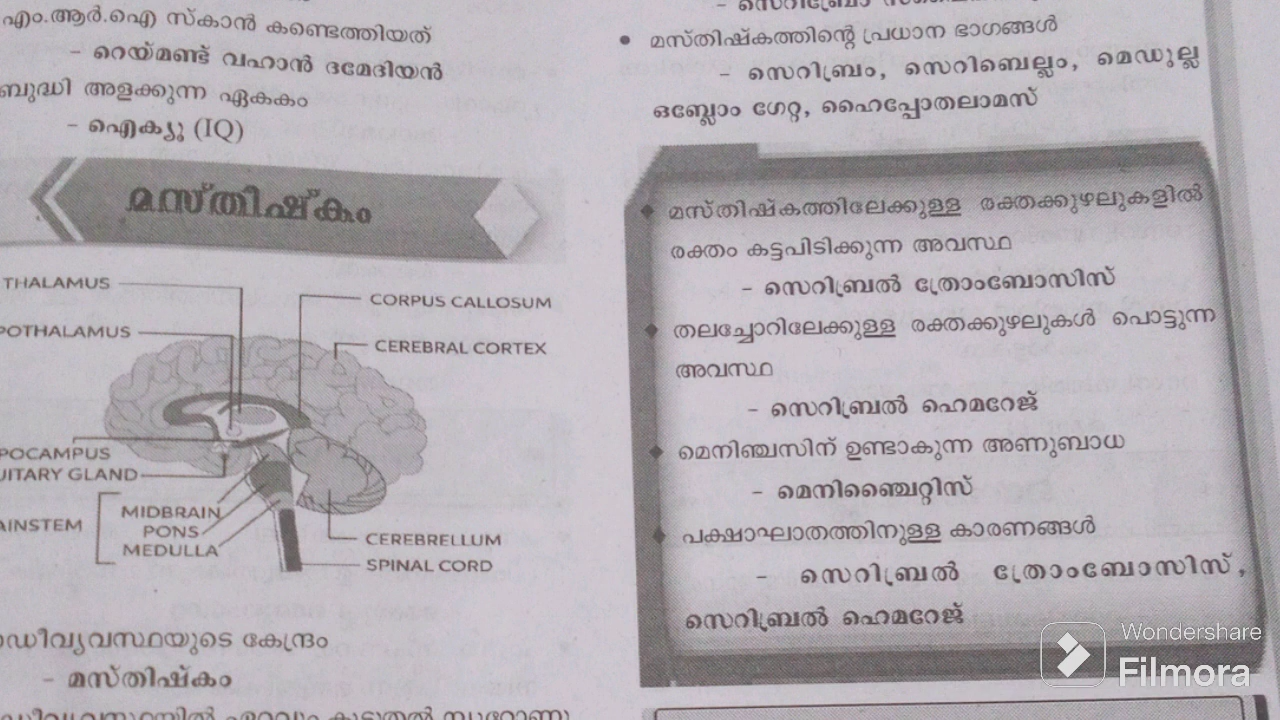 എം.ആർ.ഐ സ്കാൻ കണ്ടെത്തിയത്
- റെയ്മണ്ട് വഹാൻ ദമേദിയൻ
ബുദ്ധി അളക്കുന്ന ഏകകം
- ഐക്യു (IQ)
മസ്തിഷ്കം
THALAMUS
CORPUS CALLOSUM
POTHALAMUS
CEREBRAL CORTEX
POCAMPUS
UITARY GLAND
AINSTEM
MIDBRAIN
PONS
MEDULLA
CEREBRELLUM
SPINAL CORD
ഡീവ്യവസ്ഥയുടെ കേന്ദ്രം
- മസ്തിഷ്കം
• മസ്തിഷ്കത്തിന്റെ പ്രധാന ഭാഗങ്ങൾ
- സെറിബ്രം, സെറിബെല്ലം, മെഡുല്ല
ഒബ്ലോം ഗേറ്റ, ഹൈപ്പോതലാമസ്
◆ മസ്തിഷ്കത്തിലേക്കുള്ള രക്തക്കുഴലുകളിൽ
രക്തം കട്ടപിടിക്കുന്ന അവസ്ഥ
- സെറിബ്രൽ ത്രോംബോസിസ്
◆ തലച്ചോറിലേക്കുള്ള രക്തക്കുഴലുകൾ പൊട്ടുന്ന
അവസ്ഥ
- സെറിബ്രൽ ഹെമറേജ്
◆ മെനിഞ്ചസിന് ഉണ്ടാകുന്ന അണുബാധ
- മെനിഞ്ചൈറ്റിസ്
◆ പക്ഷാഘാതത്തിനുള്ള കാരണങ്ങൾ
- സെറിബ്രൽ ത്രോംബോസിസ്,
സെറിബ്രൽ ഹെമറേജ്
Wondershare
Filmora